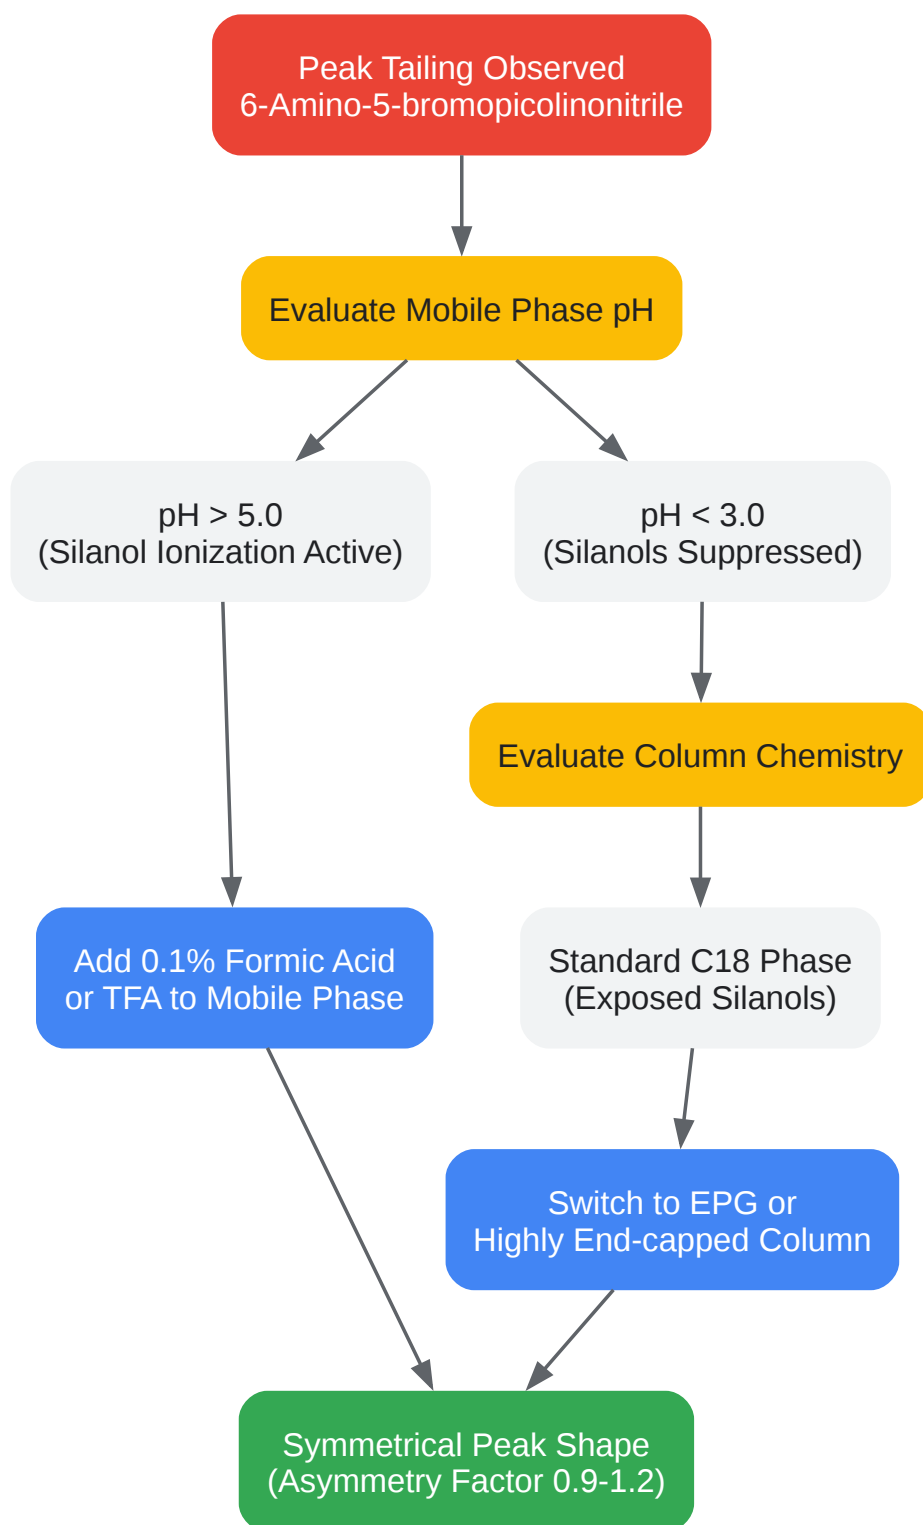 Peak Tailing Observed
6-Amino-5-bromopicolinonitrile
Evaluate Mobile Phase pH
pH > 5.0
(Silanol Ionization Active)
pH < 3.0
(Silanols Suppressed)
Evaluate Column Chemistry
Add 0.1% Formic Acid
or TFA to Mobile Phase
Standard C18 Phase
(Exposed Silanols)
Switch to EPG or
Highly End-capped Column
Symmetrical Peak Shape
(Asymmetry Factor 0.9-1.2)